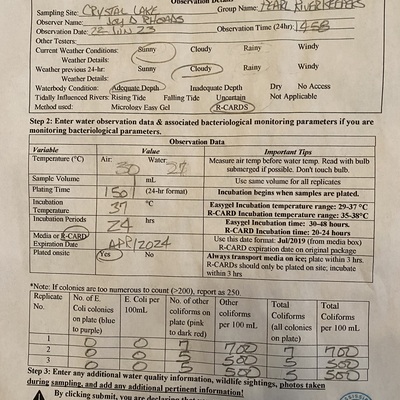 Observation Details
Sampling Site: CRYSTAL LAKE Group Name: PEARL RIVERKEEPERS
Observer Name: JOY D RHOADS
Observation Date: 22 JUN 23 Observation Time (24hr): 1458
Other Testers:
Current Weather Conditions: Sunny Cloudy Rainy Windy
Weather Details:
Weather previous 24-hr: Sunny Cloudy Rainy Windy
Weather Details:
Waterbody Condition: Adequate Depth Inadequate Depth Dry No Access
Tidally Influenced Rivers: Rising Tide Falling Tide Uncertain Not Applicable
Method used: Micrology Easy Gel R-CARDS
Step 2: Enter water observation data & associated bacteriological monitoring parameters if you are
monitoring bacteriological parameters.
Observation Data
Variable Value Important Tips
Temperature (°C) Air: 30 Water: 27 Measure air temp before water temp. Read with bulb
submerged if possible. Don't touch bulb.
Sample Volume 1 mL Use same volume for all replicates
Plating Time 1501 (24-hr format) Incubation begins when samples are plated.
Incubation Temperature 37 °C Easygel Incubation temperature range: 29-37 °C
R-CARD Incubation temperature range: 35-38°C
Incubation Periods 24 hrs Easygel Incubation time: 30-48 hours.
R-CARD Incubation time: 20-24 hours
Media or R-CARD Expiration Date APR/2024 Use this date format: Jul/2019 (from media box)
R-CARD expiration date on original package
Plated onsite Yes No Always transport media on ice; plate within 3 hrs.
R-CARDs should only be plated on site; incubate
within 3 hrs
*Note: If colonies are too numerous to count (>200), report as 250.
Replicate No. No. of E. Coli colonies on plate (blue to purple) E. Coli per 100mL No. of other coliforms on plate (pink to dark red) Other coliforms per 100 mL Total Coliforms (all colonies on plate) Total Coliforms per 100 mL
1 0 0 7 700 7 700
2 0 0 5 500 5 500
3 0 0 5 500 5 500
Step 3: Enter any additional water quality information, wildlife sightings, photos taken
during sampling, and add any additional pertinent information!
By clicking submit, you are declaring that